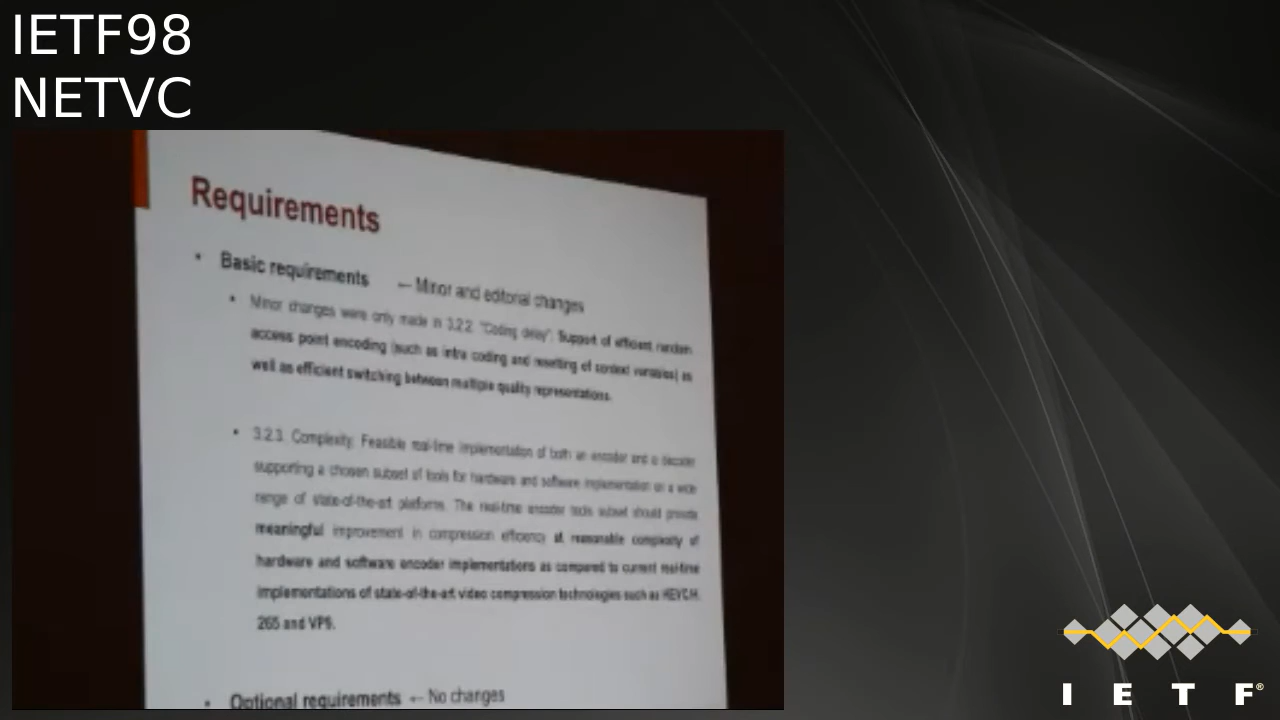 IETF98
NETVC
Requirements
• Basic requirements ← Minor and editorial changes
• Minor changes were only made in 3.2.2. "Coding delay": Support of efficient random
access point encoding (such as intra coding and resetting of context variables) as
well as efficient switching between multiple quality representations.
• 3.2.3. Complexity: Feasible real-time implementation of both an encoder and a decoder
supporting a chosen subset of tools for hardware and software implementation on a wide
range of state-of-the-art platforms. The real-time encoder tools subset should provide
meaningful improvement in compression efficiency at reasonable complexity of
hardware and software encoder implementations as compared to current real-time
implementations of state-of-the-art video compression technologies such as HEVC/H.
265 and VP9.
• Optional requirements ← No changes
I E T F®